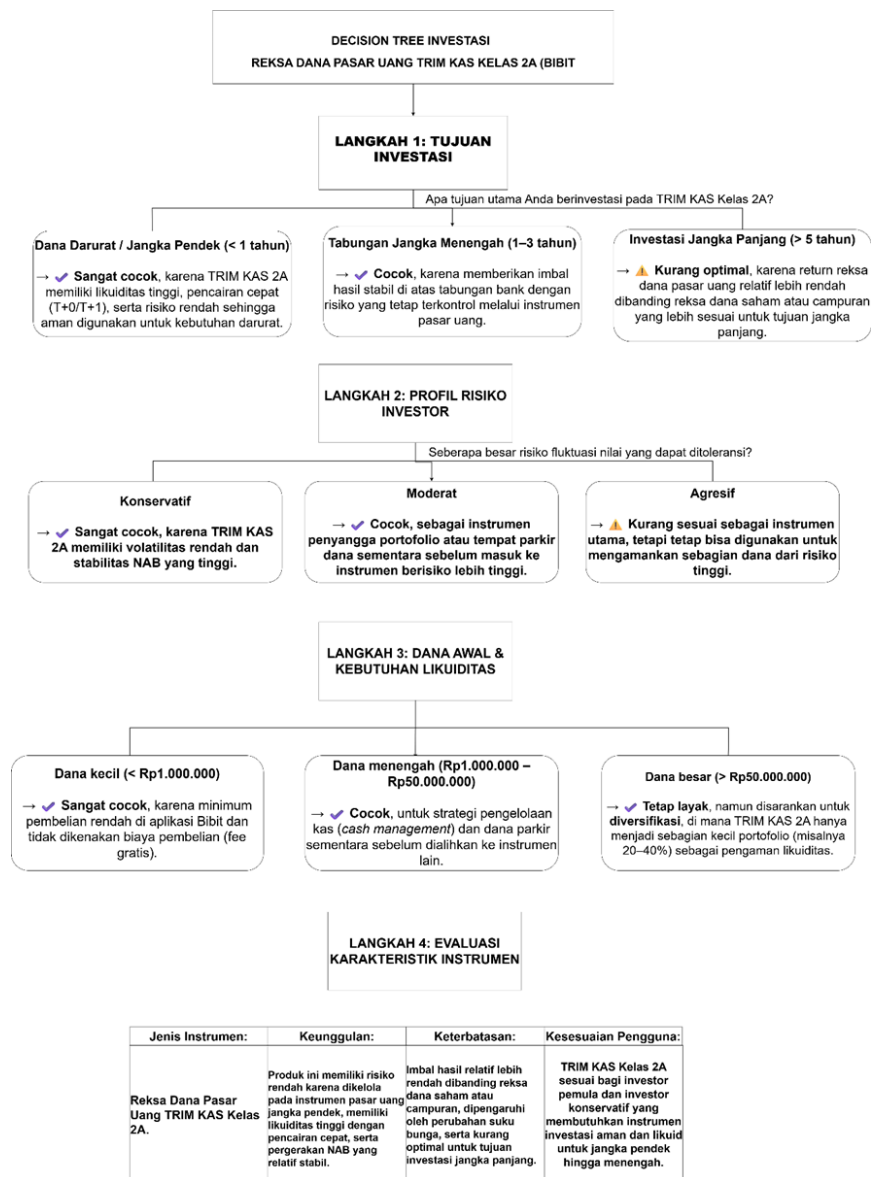 DECISION TREE INVESTASI
REKSA DANA PASAR UANG TRIM KAS KELAS 2A (BIBIT
LANGKAH 1: TUJUAN
INVESTASI
Apa tujuan utama Anda berinvestasi pada TRIM KAS Kelas 2A?
Dana Darurat / Jangka Pendek (< 1 tahun)
→ ✔ Sangat cocok, karena TRIM KAS 2A
memiliki likuiditas tinggi, pencairan cepat
(T+0/T+1), serta risiko rendah sehingga
aman digunakan untuk kebutuhan darurat.
Tabungan Jangka Menengah (1–3 tahun)
→ ✔ Cocok, karena memberikan imbal
hasil stabil di atas tabungan bank dengan
risiko yang tetap terkontrol melalui instrumen
pasar uang.
Investasi Jangka Panjang (> 5 tahun)
→ ⚠ Kurang optimal, karena return reksa
dana pasar uang relatif lebih rendah
dibanding reksa dana saham atau campuran
yang lebih sesuai untuk tujuan jangka
panjang.
LANGKAH 2: PROFIL RISIKO
INVESTOR
Seberapa besar risiko fluktuasi nilai yang dapat ditoleransi?
Konservatif
→ ✔ Sangat cocok, karena TRIM KAS
2A memiliki volatilitas rendah dan
stabilitas NAB yang tinggi.
Moderat
→ ✔ Cocok, sebagai instrumen
penyangga portofolio atau tempat parkir
dana sementara sebelum masuk ke
instrumen berisiko lebih tinggi.
Agresif
→ ⚠ Kurang sesuai sebagai instrumen
utama, tetapi tetap bisa digunakan untuk
mengamankan sebagian dana dari risiko
tinggi.
LANGKAH 3: DANA AWAL &
KEBUTUHAN LIKUIDITAS
Dana kecil (< Rp1.000.000)
→ ✔ Sangat cocok, karena minimum
pembelian rendah di aplikasi Bibit dan
tidak dikenakan biaya pembelian (fee
gratis).
Dana menengah (Rp1.000.000 –
Rp50.000.000)
→ ✔ Cocok, untuk strategi pengelolaan
kas (cash management) dan dana parkir
sementara sebelum dialihkan ke instrumen
lain.
Dana besar (> Rp50.000.000)
→ ✔ Tetap layak, namun disarankan untuk
diversifikasi, di mana TRIM KAS 2A hanya
menjadi sebagian kecil portofolio (misalnya
20–40%) sebagai pengaman likuiditas.
LANGKAH 4: EVALUASI
KARAKTERISTIK INSTRUMEN
Jenis Instrumen:
Keunggulan:
Keterbatasan:
Kesesuaian Pengguna:
Reksa Dana Pasar
Uang TRIM KAS Kelas
2A.
Produk ini memiliki risiko
rendah karena dikelola
pada instrumen pasar uang
jangka pendek, memiliki
likuiditas tinggi dengan
pencairan cepat, serta
pergerakan NAB yang
relatif stabil.
Imbal hasil relatif lebih
rendah dibanding reksa
dana saham atau
campuran, dipengaruhi
oleh perubahan suku
bunga, serta kurang
optimal untuk tujuan
investasi jangka panjang.
TRIM KAS Kelas 2A
sesuai bagi investor
pemula dan investor
konservatif yang
membutuhkan instrumen
investasi aman dan likuid
untuk jangka pendek
hingga menengah.